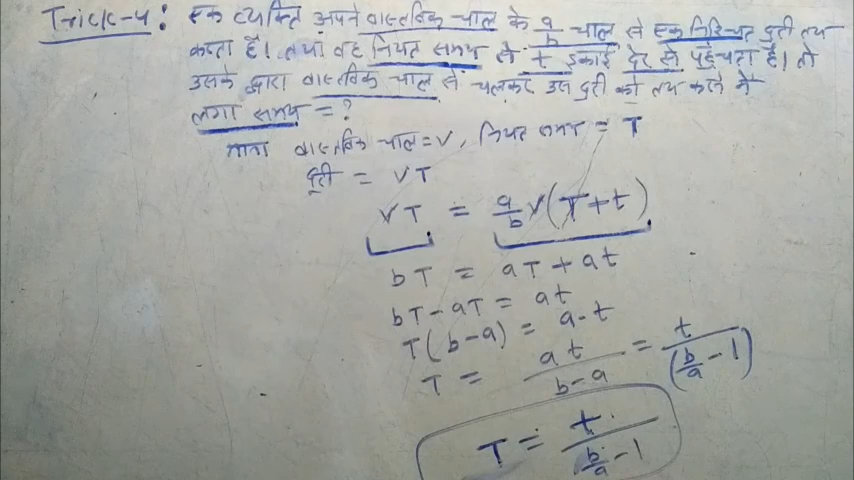 Trick-4: एक व्यक्ति अपने वास्तविक चाल के a/b चाल से एक निश्चित दूरी तय
करता है। तथा वह नियत समय से t इकाई देर से पहुंचता है। तो
उसके द्वारा वास्तविक चाल से चलकर उस दूरी को तय करने में
लगा समय = ?
माना वास्तविक चाल = V, नियत समय = T
दूरी = VT
VT = a/b V(T+t)
bT = aT + at
bT - aT = at
T(b-a) = a-t
T = at/(b-a) = t/(b/a - 1)
T = t/(b/a - 1)